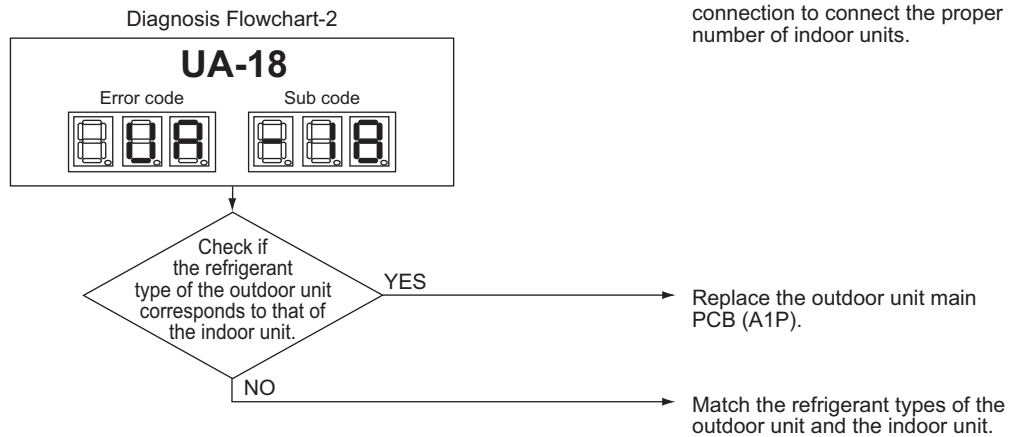 connection to connect the proper
number of indoor units.
Diagnosis Flowchart-2
UA-18
Error code
Sub code
UA
-18
Check if
the refrigerant
type of the outdoor unit
corresponds to that of
the indoor unit.
YES
Replace the outdoor unit main
PCB (A1P).
NO
Match the refrigerant types of the
outdoor unit and the indoor unit.